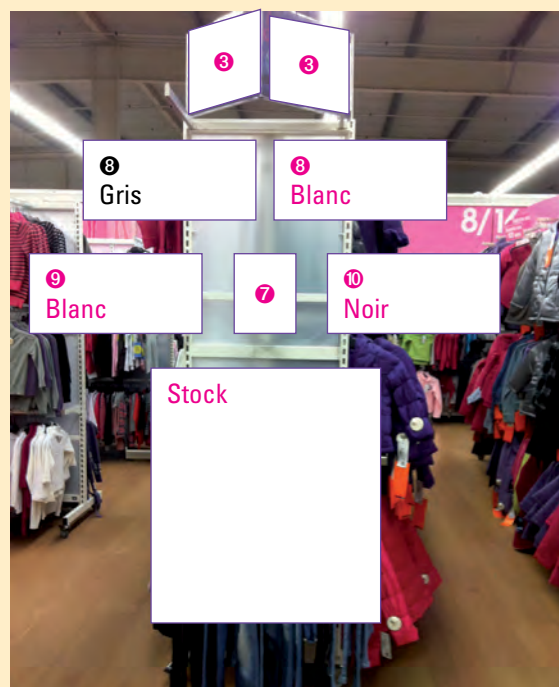 ❸ ❸
❽
Gris
❽
Blanc
8/1
❾
Blanc
❼
❿
Noir
Stock